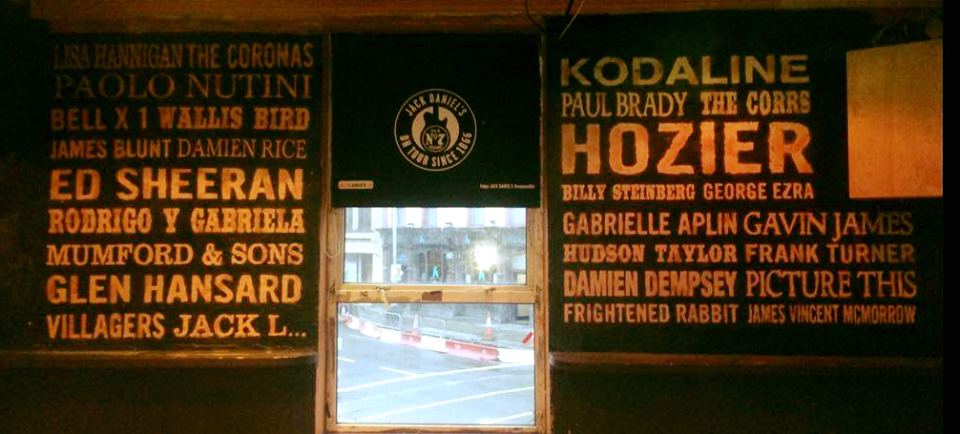 LISA HANNIGAN THE CORONAS
PAOLO NUTINI
BELL X 1 WALLIS BIRD
JAMES BLUNT DAMIEN RICE
ED SHEERAN
RODRIGO Y GABRIELA
MUMFORD & SONS
GLEN HANSARD
VILLAGERS JACK L...
JACK DANIEL'S
OLD
No.7
ON TOUR SINCE 1866
KODALINE
PAUL BRADY THE CORRS
HOZIER
BILLY STEINBERG GEORGE EZRA
GABRIELLE APLIN GAVIN JAMES
HUDSON TAYLOR FRANK TURNER
DAMIEN DEMPSEY PICTURE THIS
FRIGHTENED RABBIT JAMES VINCENT MCMORROW